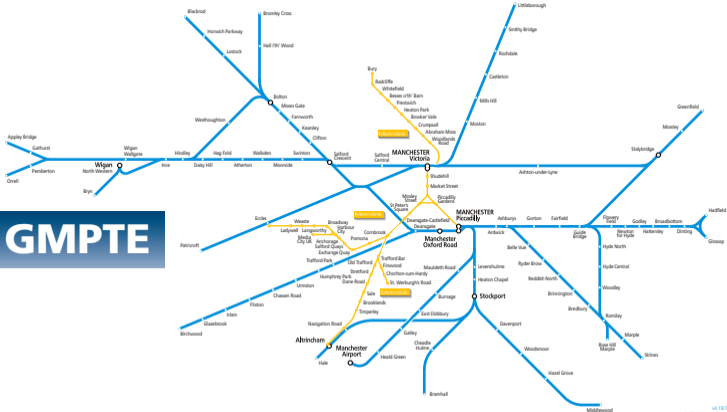 Blackrod
Horwich Parkway
Lostock
Bromley Cross
Hall i'th' Wood
Bolton
Moses Gate
Farnworth
Kearsley
Clifton
Westhoughton
Appley Bridge
Gathurst
Pemberton
Orrell
Wigan
Wallgate
Wigan
North Western
Bryn
Ince
Hindley
Daisy Hill
Hag Fold
Atherton
Walkden
Moorside
Swinton
Salford
Crescent
Salford
Central
MANCHESTER
Victoria
Bury
Radcliffe
Whitefield
Besses o'th' Barn
Prestwich
Heaton Park
Bowker Vale
Crumpsall
Abraham Moss
Woodlands
Road
Metrolink
Littleborough
Smithy Bridge
Rochdale
Castleton
Mills Hill
Moston
Greenfield
Mossley
Stalybridge
Ashton-under-Lyne
Shudehill
Market Street
Mosley
Street
Piccadilly
Gardens
St Peter's
Square
Metrolink
MANCHESTER
Piccadilly
Deansgate-Castlefield
Deansgate
Manchester
Oxford Road
Eccles
Ladywell
Weaste
Langworthy
Broadway
Media
City UK
Harbour
City
Anchorage
Salford Quays
Exchange Quay
Pomona
Cornbrook
Patricroft
Trafford Park
Humphrey Park
Urmston
Chassen Road
Flixton
Irlam
Glazebrook
Birchwood
Old Trafford
Stretford
Dane Road
Sale
Brooklands
Timperley
Navigation Road
Altrincham
Hale
Trafford Bar
Firswood
Chorlton-cum-Hardy
St. Werburgh's Road
Metrolink
Mauldeth Road
Burnage
East Didsbury
Gatley
Heald Green
Manchester
Airport
Levenshulme
Heaton Chapel
Stockport
Cheadle
Hulme
Bramhall
Davenport
Woodsmoor
Hazel Grove
Middlewood
Ardwick
Ashburys
Gorton
Fairfield
Guide
Bridge
Flowery
Field
Newton
for Hyde
Godley
Hattersley
Broadbottom
Dinting
Hadfield
Glossop
Belle Vue
Ryder Brow
Reddish North
Brinnington
Bredbury
Hyde North
Hyde Central
Woodley
Romiley
Rose Hill
Marple
Marple
Strines
GMPTE